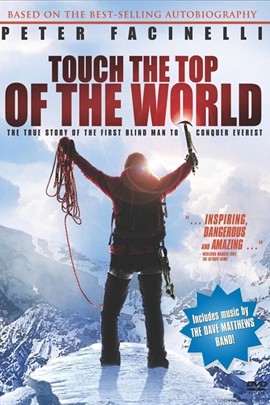 BASED ON THE BEST-SELLING AUTOBIOGRAPHY
PETER FACINELLI
TOUCH THE TOP
OF THE WORLD
THE TRUE STORY OF THE FIRST BLIND MAN TO CONQUER EVEREST
"... INSPIRING,
DANGEROUS
AND
AMAZING ..."
Includes music by
THE DAVE MATTHEWS
BAND!
DVD